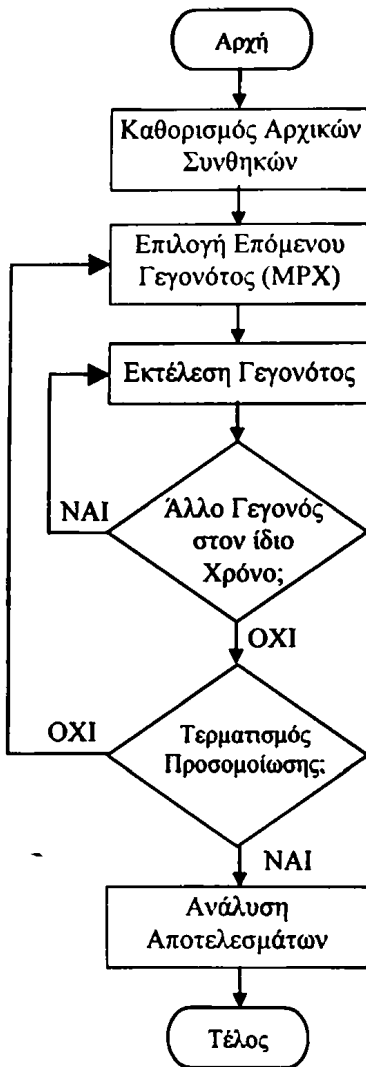 Αρχή
Καθορισμός Αρχικών
Συνθηκών
Επιλογή Επόμενου
Γεγονότος (ΜΡΧ)
Εκτέλεση Γεγονότος
ΝΑΙ
Άλλο Γεγονός
στον ίδιο
Χρόνο;
ΟΧΙ
ΟΧΙ
Τερματισμός
Προσομοίωσης;
ΝΑΙ
Ανάλυση
Αποτελεσμάτων
Τέλος